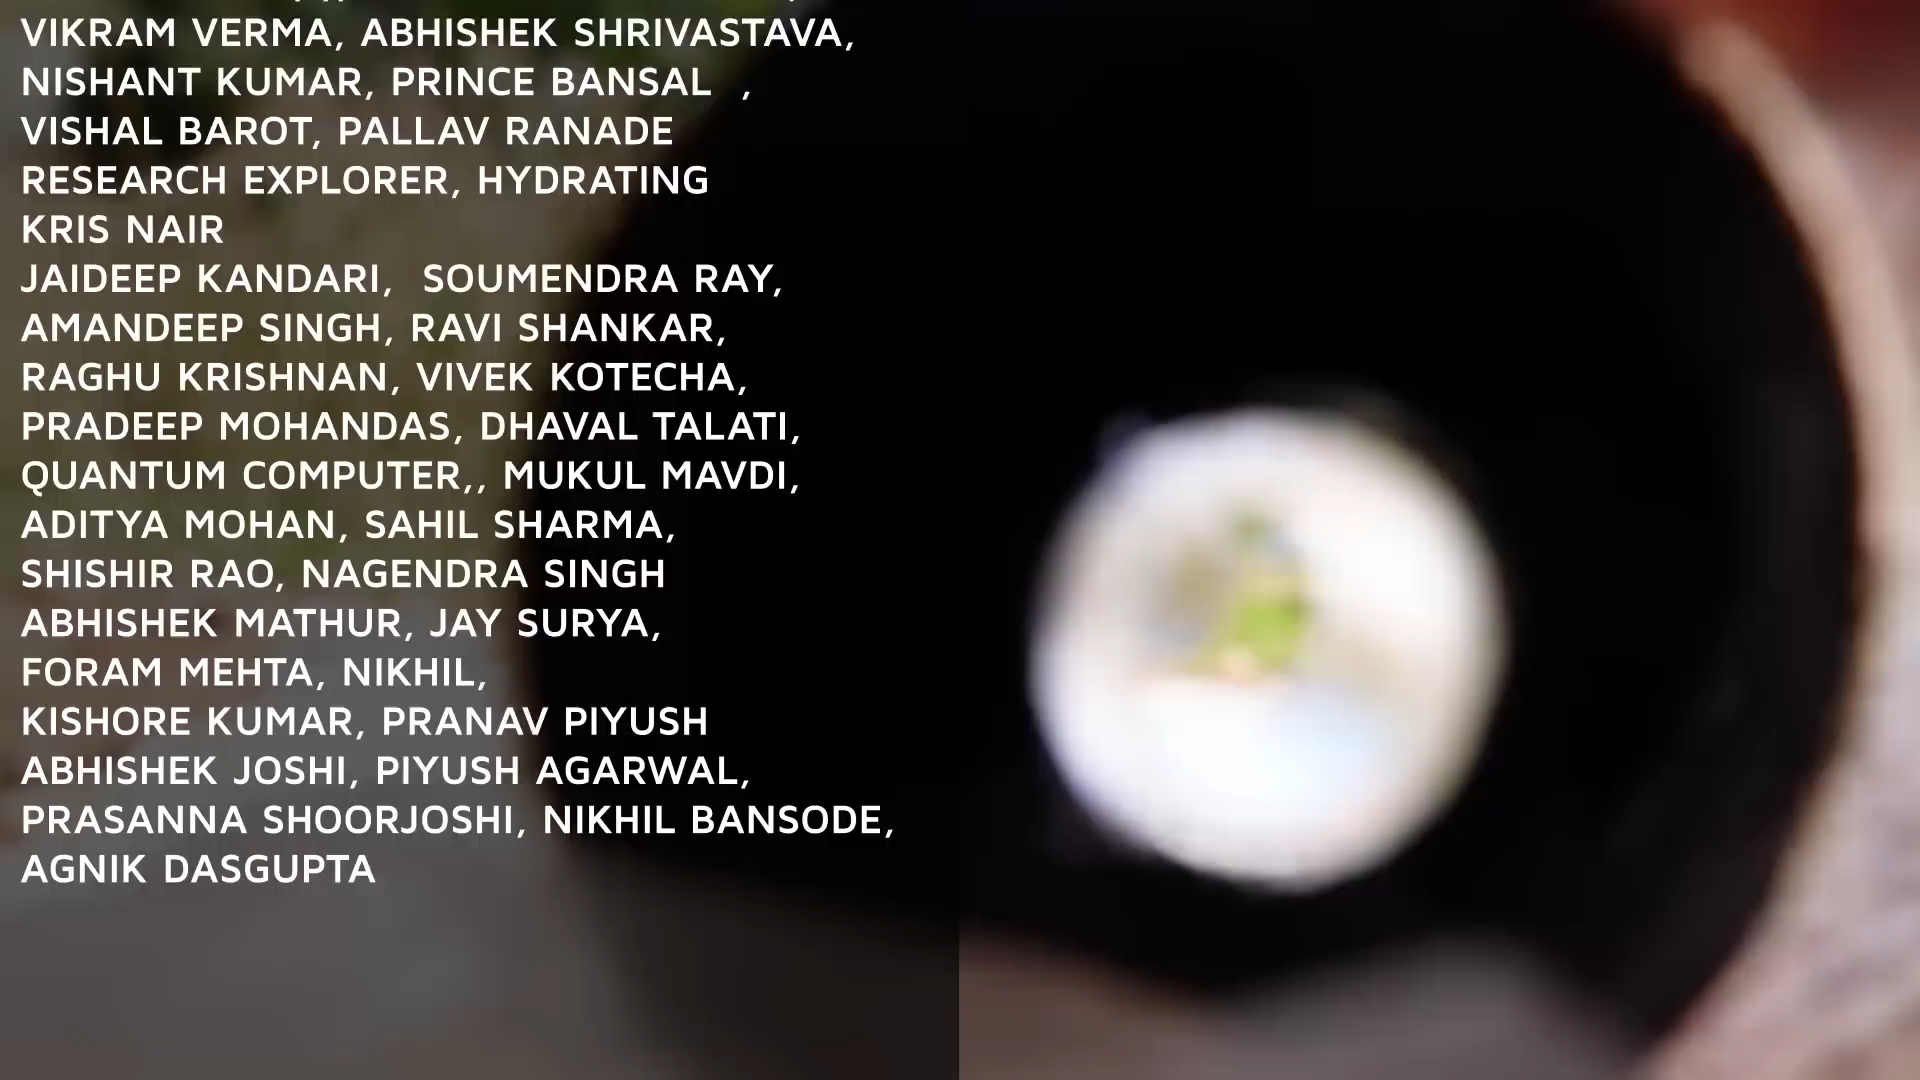 VIKRAM VERMA, ABHISHEK SHRIVASTAVA,
NISHANT KUMAR, PRINCE BANSAL  ,
VISHAL BAROT, PALLAV RANADE
RESEARCH EXPLORER, HYDRATING
KRIS NAIR
JAIDEEP KANDARI,  SOUMENDRA RAY,
AMANDEEP SINGH, RAVI SHANKAR,
RAGHU KRISHNAN, VIVEK KOTECHA,
PRADEEP MOHANDAS, DHAVAL TALATI,
QUANTUM COMPUTER,, MUKUL MAVDI,
ADITYA MOHAN, SAHIL SHARMA,
SHISHIR RAO, NAGENDRA SINGH
ABHISHEK MATHUR, JAY SURYA,
FORAM MEHTA, NIKHIL,
KISHORE KUMAR, PRANAV PIYUSH
ABHISHEK JOSHI, PIYUSH AGARWAL,
PRASANNA SHOORJOSHI, NIKHIL BANSODE,
AGNIK DASGUPTA